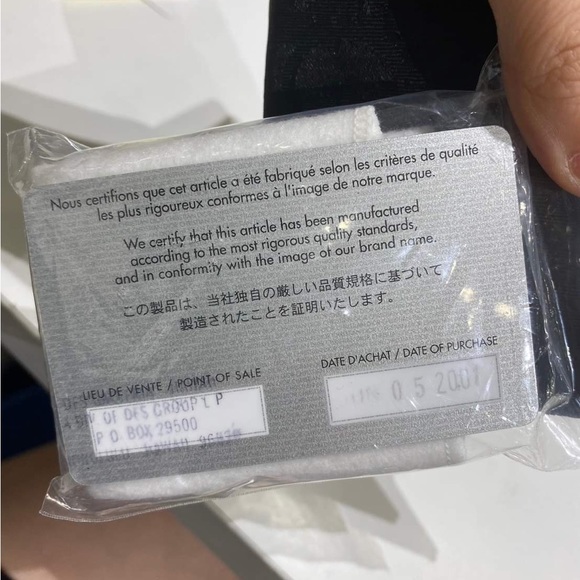 Nous certifions que cet article a été fabriqué selon les critères de qualité
les plus rigoureux conformes à l'image de notre marque.
We certify that this article has been manufactured
according to the most rigorous quality standards,
and in conformity with the image of our brand name.
この製品は、当社独自の厳しい品質規格に基づいて
製造されたことを証明いたします。
LIEU DE VENTE / POINT OF SALE
DATE D'ACHAT / DATE OF PURCHASE
OF DFS GROUP L P
P O. BOX 29500
HAWAII
05 2001